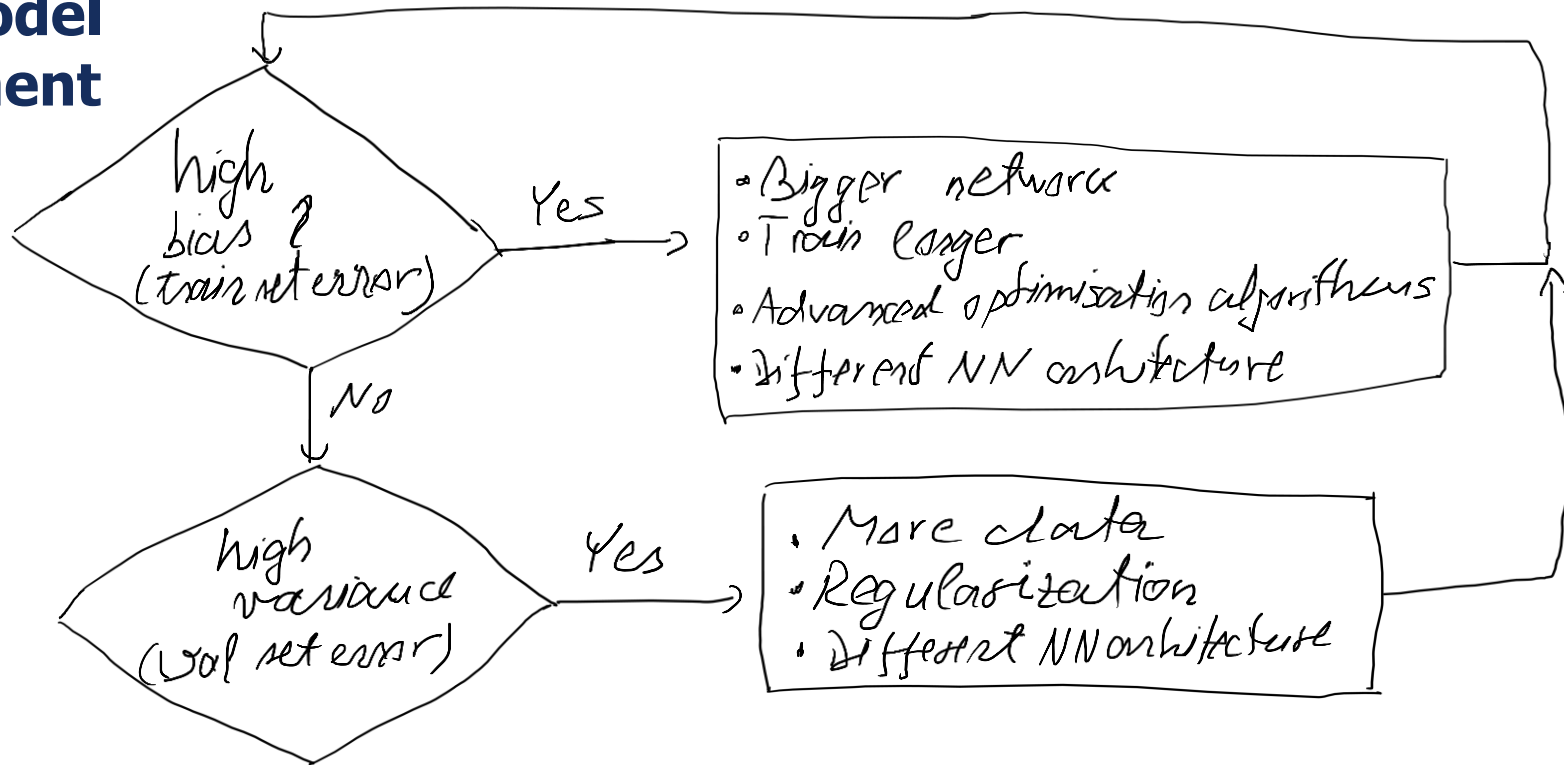 odel
ment
high
bias ?
(train set error)
Yes
• Bigger network
• Train longer
• Advanced optimisation algorithms
• Different NN architecture
No
high
variance
(val set error)
Yes
• More data
• Regularization
• Different NN architecture